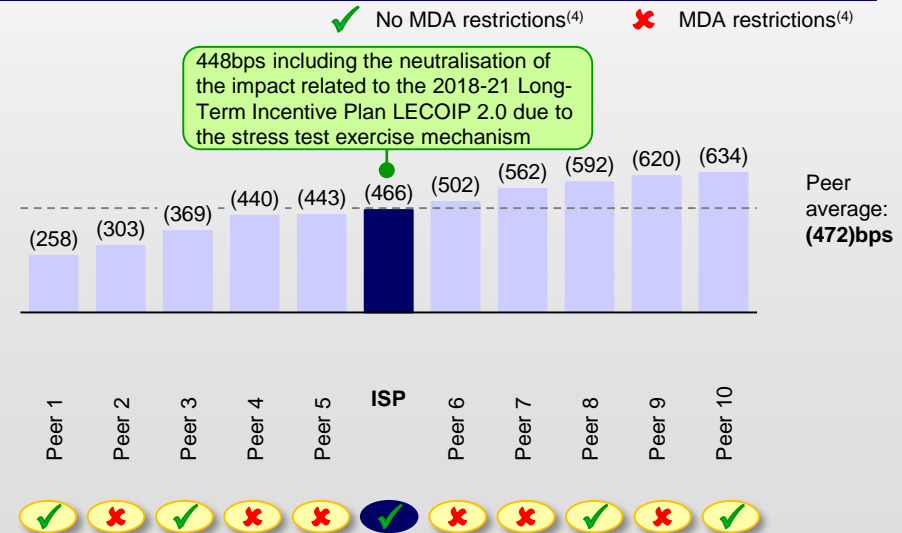 No MDA restrictions(4) MDA restrictions(4)
448bps including the neutralisation of
the impact related to the 2018-21 Long-
Term Incentive Plan LECOIP 2.0 due to
the stress test exercise mechanism
(258) (303) (369) (440) (443) (466) (502) (562) (592) (620) (634)
Peer
average:
(472)bps
Peer 1 Peer 2 Peer 3 Peer 4 Peer 5 ISP Peer 6 Peer 7 Peer 8 Peer 9 Peer 10